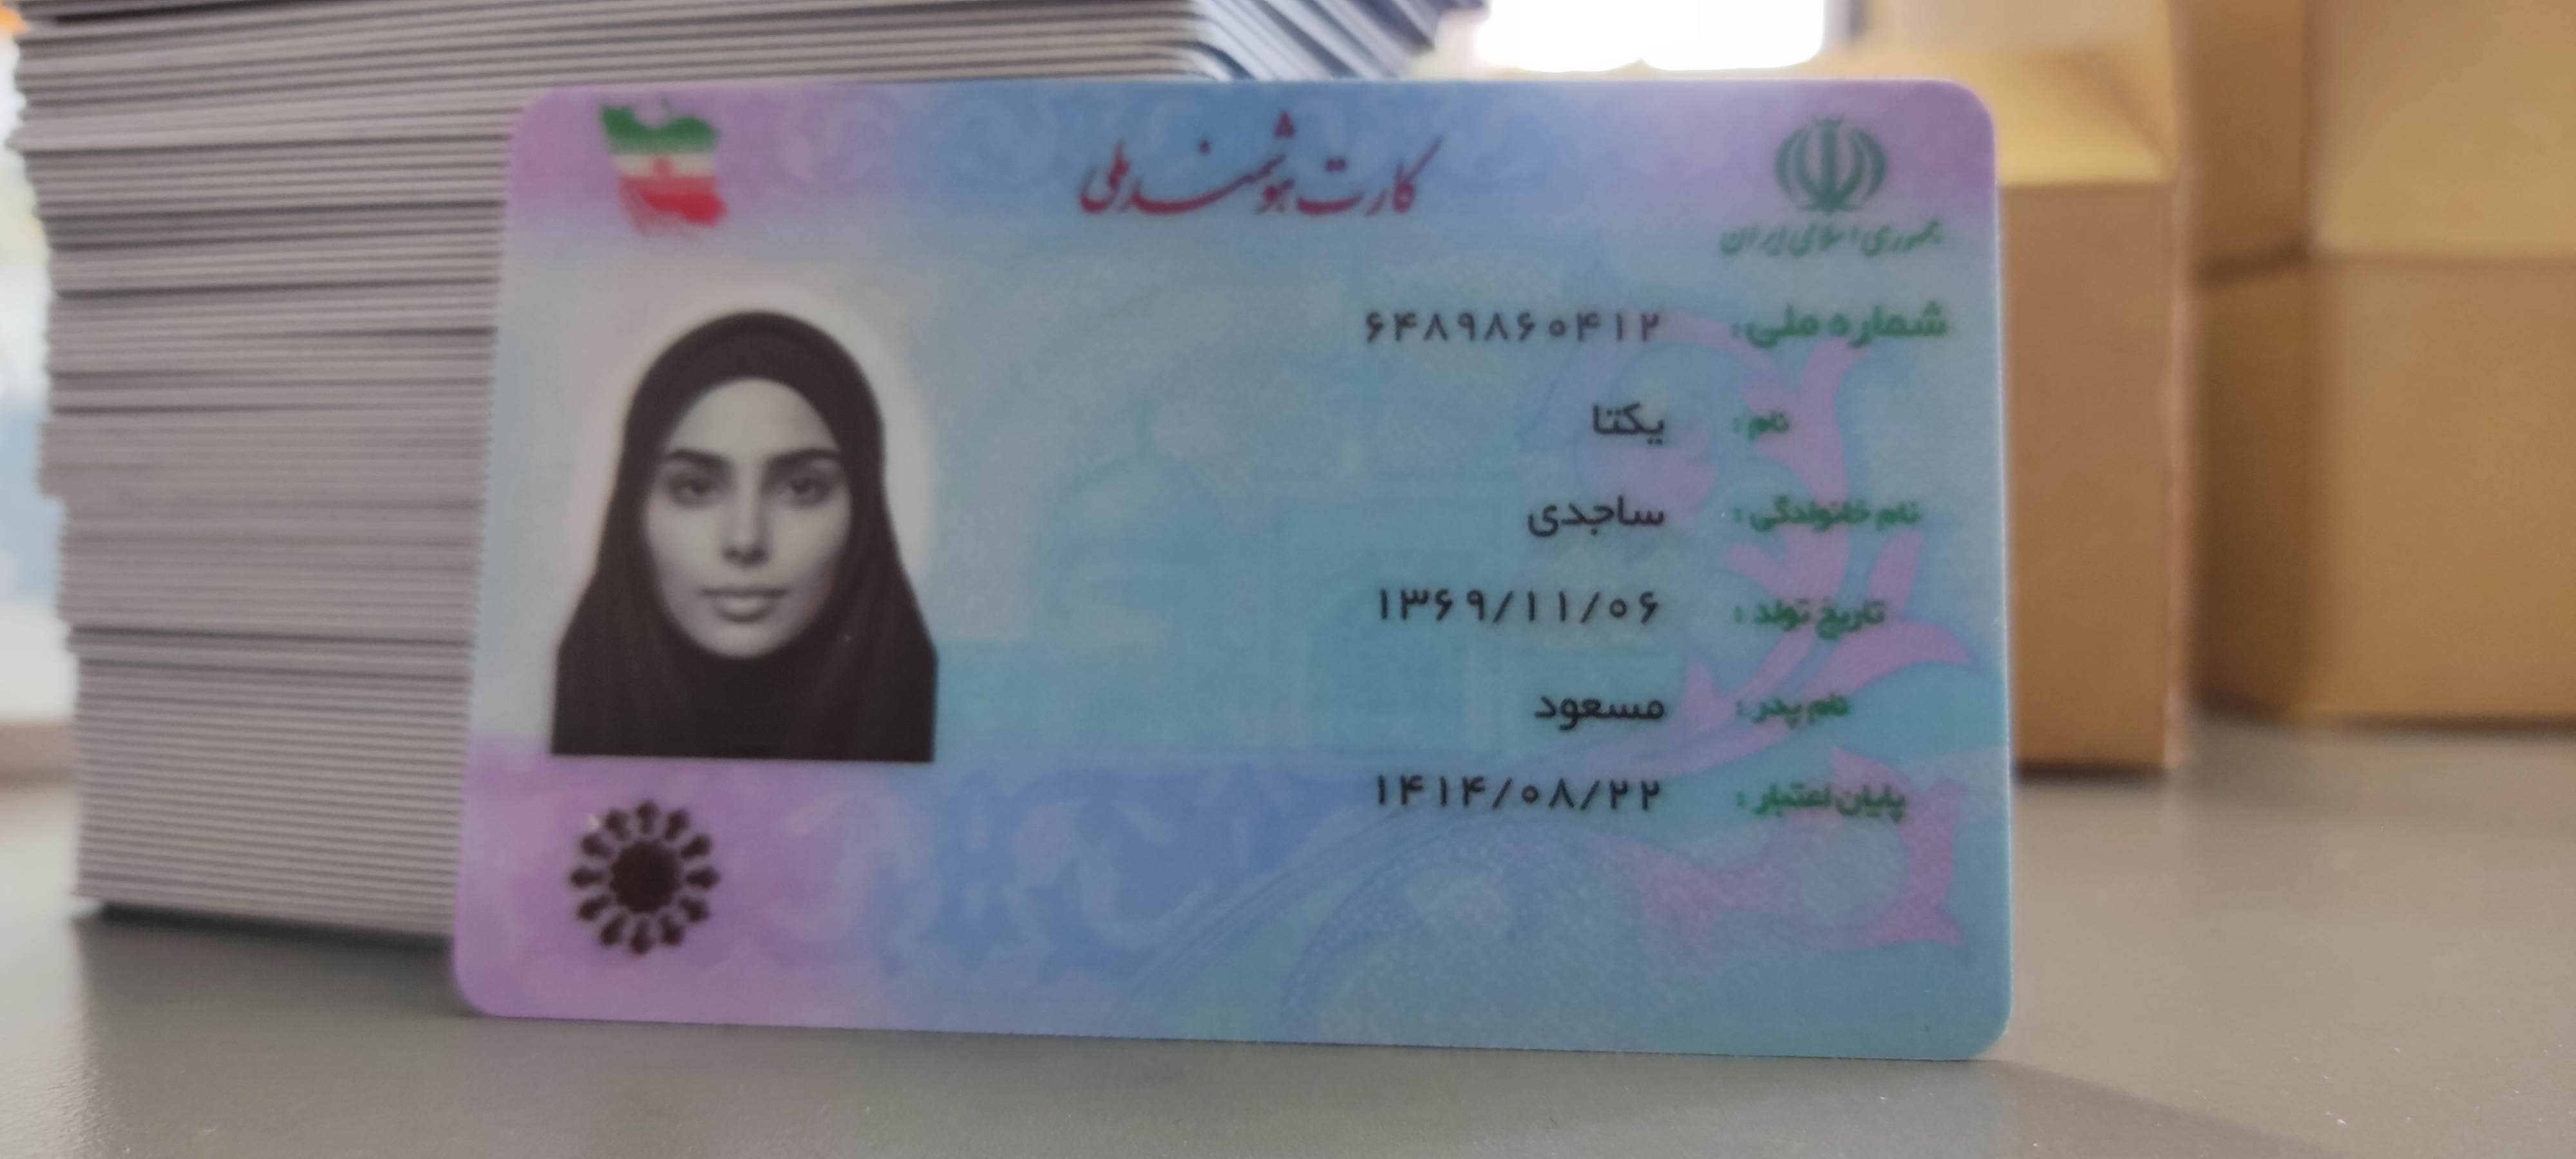 کارت هوشمند ملی
جمهوری اسلامی ایران
شماره ملی: ۶۴۸۹۸۶۰۴۱۲
نام: یکتا
نام خانوادگی: ساجدی
تاریخ تولد: ۱۳۶۹/۱۱/۰۶
نام پدر: مسعود
پایان اعتبار: ۱۴۱۴/۰۸/۲۲